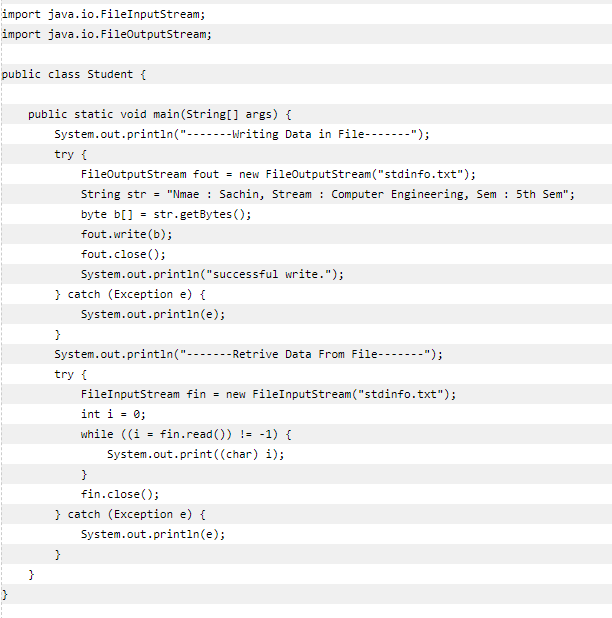 import java.io.FileInputStream;
import java.io.FileOutputStream;
public class Student {
public static void main(String[] args) {
System.out.println("-------Writing Data in File-------");
try {
FileOutputStream fout = new FileOutputStream("stdinfo.txt");
String str = "Nmae : Sachin, Stream : Computer Engineering, Sem : 5th Sem";
byte b[] = str.getBytes();
fout.write(b);
fout.close();
System.out.println("successful write.");
} catch (Exception e) {
System.out.println(e);
}
System.out.println("-------Retrive Data From File-------");
try {
FileInputStream fin = new FileInputStream("stdinfo.txt");
int i = 0;
while ((i = fin.read()) != -1) {
System.out.print((char) i);
}
fin.close();
} catch (Exception e) {
System.out.println(e);
}
}
}